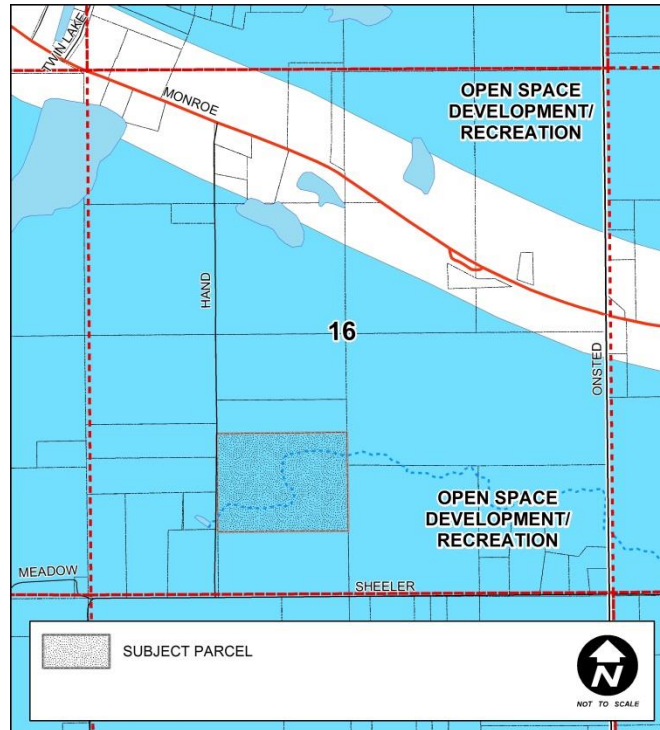 TWIN LAKE
MONROE
OPEN SPACE
DEVELOPMENT/
RECREATION
HAND
16
ONSTED
OPEN SPACE
DEVELOPMENT/
RECREATION
MEADOW
SHEELER
SUBJECT PARCEL
N
NOT TO SCALE